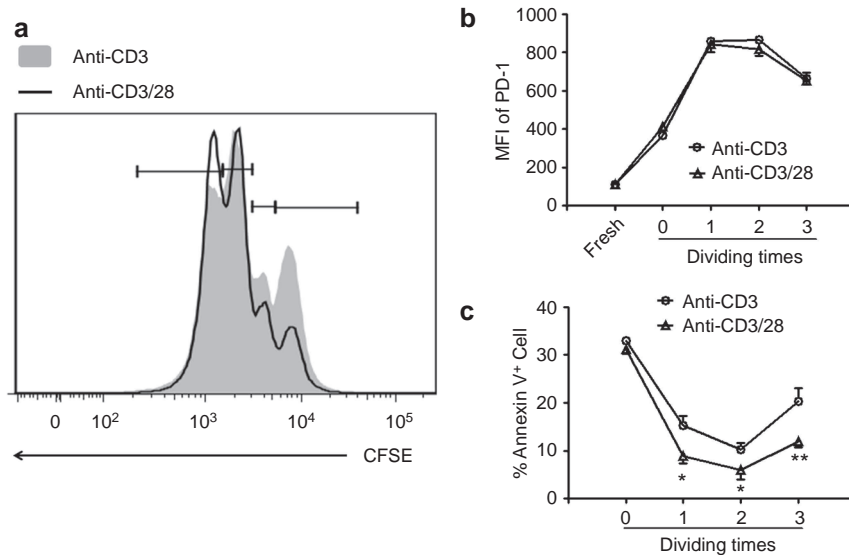 a
Anti-CD3
Anti-CD3/28
0 10² 10³ 10⁴ 10⁵
CFSE
b
1000
800
600
400
200
0
MFI of PD-1
Anti-CD3
Anti-CD3/28
Fresh 0 1 2 3
Dividing times
c
40
30
20
10
0
% Annexin V⁺ Cell
Anti-CD3
Anti-CD3/28
* * **
0 1 2 3
Dividing times